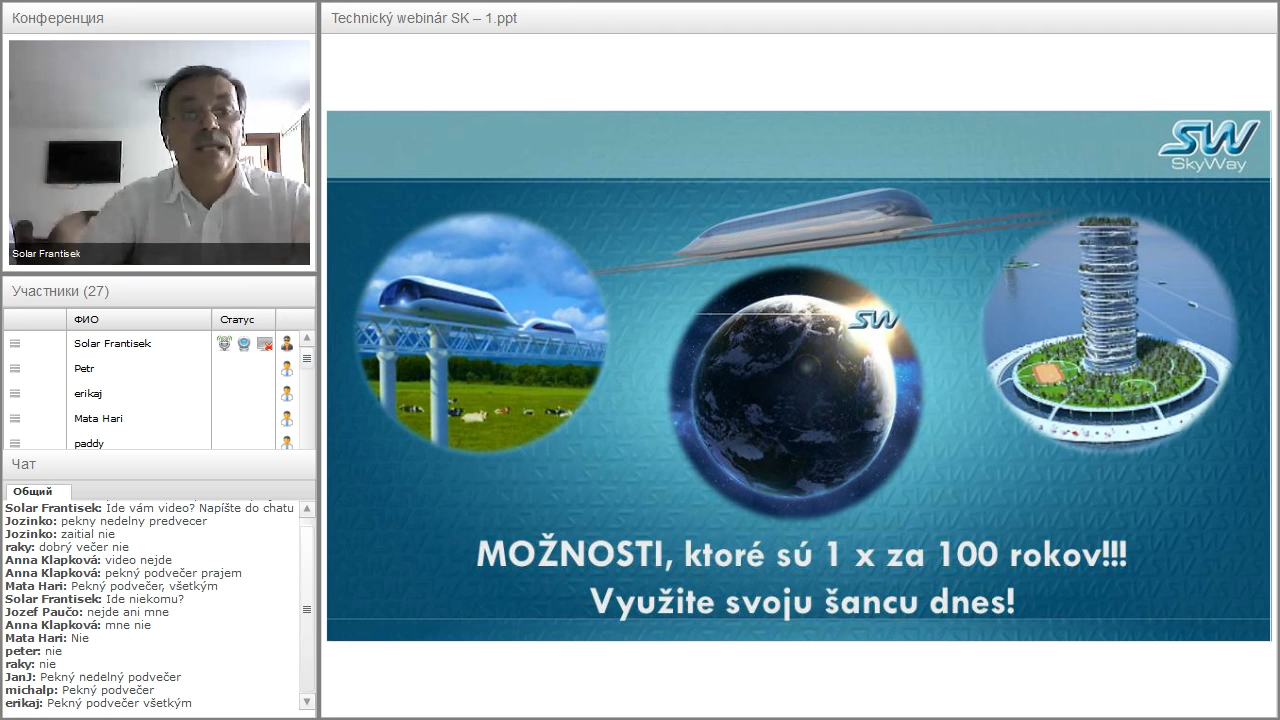 Конференция
Solar Frantisek
Участники (27)
ФИО
Статус
Solar Frantisek
Petr
erikaj
Mata Hari
paddy
Чат
Общий
Solar Frantisek: Ide vám video? Napíšte do chatu
Jozinko: pekny nedelny predvecer
Jozinko: zaitial nie
raky: dobrý večer nie
Anna Klapková: video nejde
Anna Klapková: pekný podvečer prajem
Mata Hari: Pekný podvečer, všetkým
Solar Frantisek: Ide niekomu?
Jozef Paučo: nejde ani mne
Anna Klapková: mne nie
Mata Hari: Nie
peter: nie
raky: nie
JanJ: Pekný nedelný podvečer
michalp: Pekný podvečer
erikaj: Pekný podvečer všetkým
Technický webinár SK – 1.ppt
SW
SkyWay
SW
MOŽNOSTI, ktoré sú 1 x za 100 rokov!!!
Využite svoju šancu dnes!